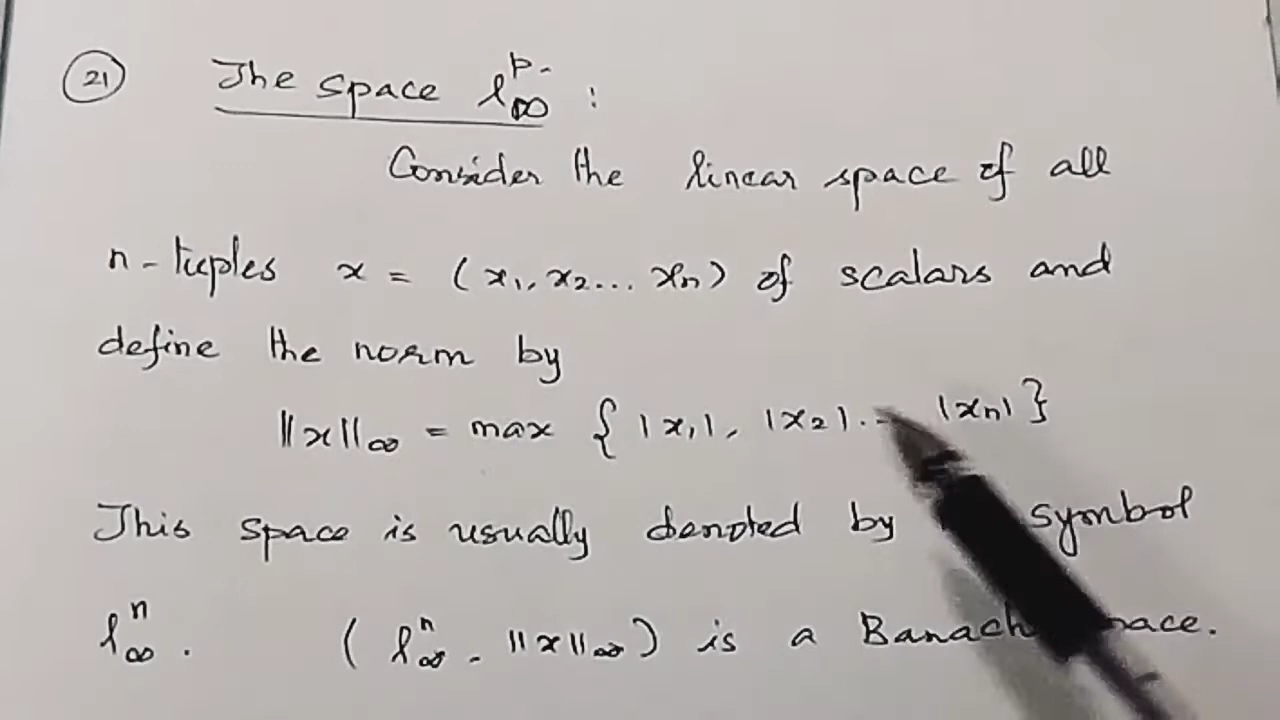 21 The space l^p_∞ :
Consider the linear space of all
n-tuples x = (x₁, x₂... xₙ) of scalars and
define the norm by
||x||∞ = max { |x₁|, |x₂|... |xₙ| }
This space is usually denoted by symbol
l^n_∞. ( l^n_∞ - ||x||∞ ) is a Banach